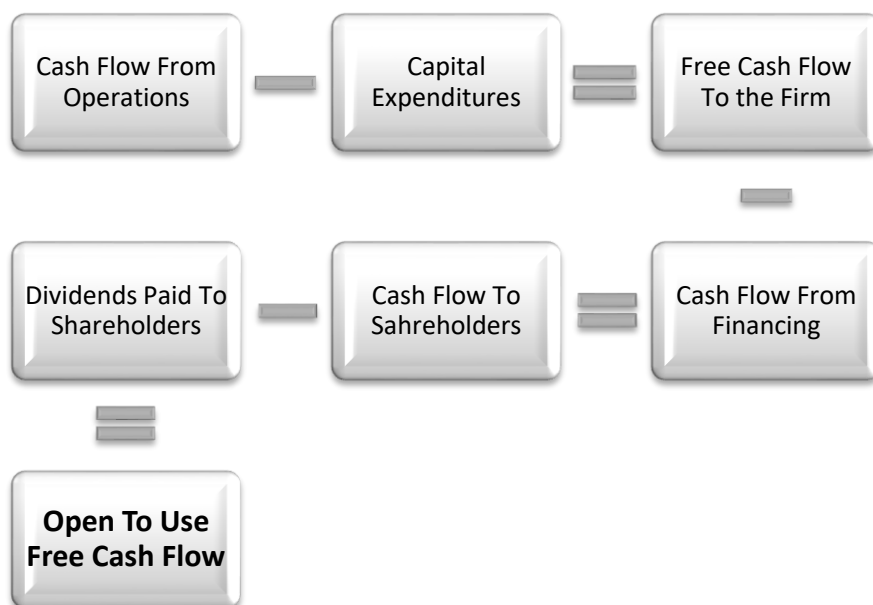 Cash Flow From
Operations
Capital
Expenditures
Free Cash Flow
To the Firm
Dividends Paid To
Shareholders
Cash Flow To
Sahreholders
Cash Flow From
Financing
Open To Use
Free Cash Flow